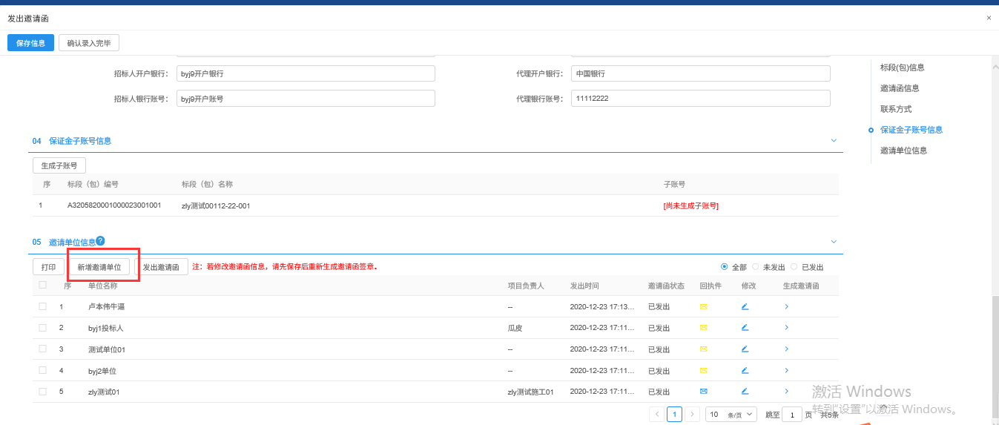 发出邀请函 ×
保存信息 确认录入完毕
招标人开户银行： byj9开户银行 代理开户银行： 中国银行
招标人银行账号： byj9开户账号 代理银行账号： 11112222
标段(包)信息
邀请函信息
联系方式
保证金子账号信息
邀请单位信息
04 保证金子账号信息
生成子账号
序 标段（包）编号 标段（包）名称 子账号
1 A3205820001000023001001 zly测试00112-22-001 [尚未生成子账号]
05 邀请单位信息 ?
打印 新增邀请单位 发出邀请函 注：若修改邀请函信息，请先保存后重新生成邀请函签章。 全部 未发出 已发出
序 单位名称 项目负责人 发出时间 邀请函状态 回执件 修改 生成邀请函
1 卢本伟牛逼 -- 2020-12-23 17:13... 已发出
2 byj1投标人 瓜皮 2020-12-23 17:11... 已发出
3 测试单位01 -- 2020-12-23 17:11... 已发出
4 byj2单位 -- 2020-12-23 17:11... 已发出
5 zly测试01 zly测试施工01 2020-12-23 17:11... 已发出
1 10 条/页 跳至 1 页 共5条
激活 Windows
转到“设置”以激活 Windows。